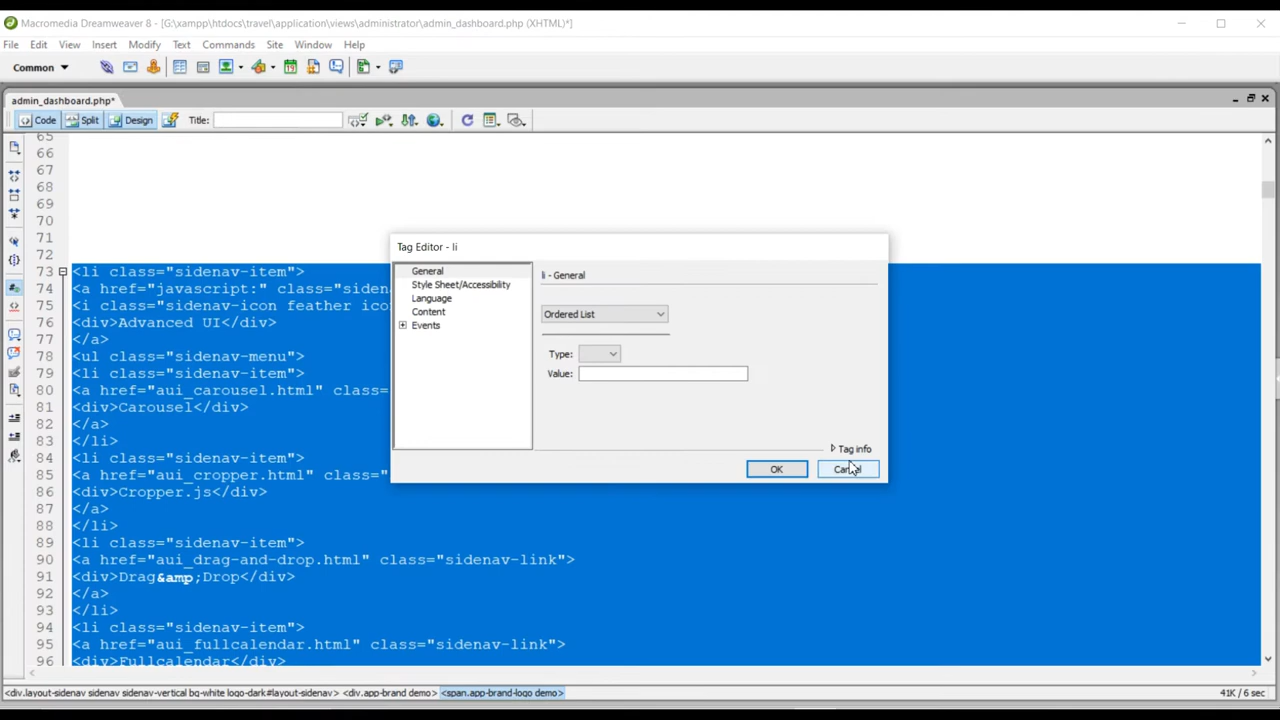 Macromedia Dreamweaver 8 - [G:\xampp\htdocs\travel\application\views\administrator\admin_dashboard.php (XHTML)*]
File Edit View Insert Modify Text Commands Site Window Help
Common
admin_dashboard.php*
Code Split Design Title:
65
66
67
68
69
70
71
72
73 <li class="sidenav-item">
74 <a href="javascript:" class="siden
75 <i class="sidenav-icon feather ico
76 <div>Advanced UI</div>
77 </a>
78 <ul class="sidenav-menu">
79 <li class="sidenav-item">
80 <a href="aui_carousel.html" class=
81 <div>Carousel</div>
82 </a>
83 </li>
84 <li class="sidenav-item">
85 <a href="aui_cropper.html" class="
86 <div>Cropper.js</div>
87 </a>
88 </li>
89 <li class="sidenav-item">
90 <a href="aui_drag-and-drop.html" class="sidenav-link">
91 <div>Drag&amp;Drop</div>
92 </a>
93 </li>
94 <li class="sidenav-item">
95 <a href="aui_fullcalendar.html" class="sidenav-link">
96 <div>Fullcalendar</div>
Tag Editor - li
General
Style Sheet/Accessibility
Language
Content
Events
li - General
Ordered List
Type:
Value:
Tag info
OK Cancel
<div.layout-sidenav sidenav sidenav-vertical bg-white logo-dark#layout-sidenav> <div.app-brand demo> <span.app-brand-logo demo>
41K / 6 sec